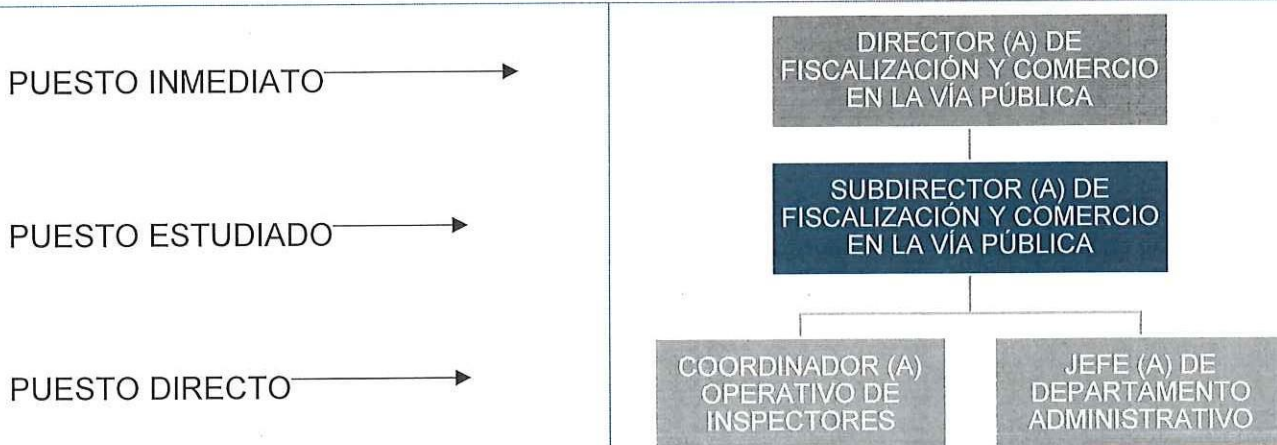 PUESTO INMEDIATO
DIRECTOR (A) DE
FISCALIZACIÓN Y COMERCIO
EN LA VÍA PÚBLICA
PUESTO ESTUDIADO
SUBDIRECTOR (A) DE
FISCALIZACIÓN Y COMERCIO
EN LA VÍA PÚBLICA
PUESTO DIRECTO
COORDINADOR (A)
OPERATIVO DE
INSPECTORES
JEFE (A) DE
DEPARTAMENTO
ADMINISTRATIVO